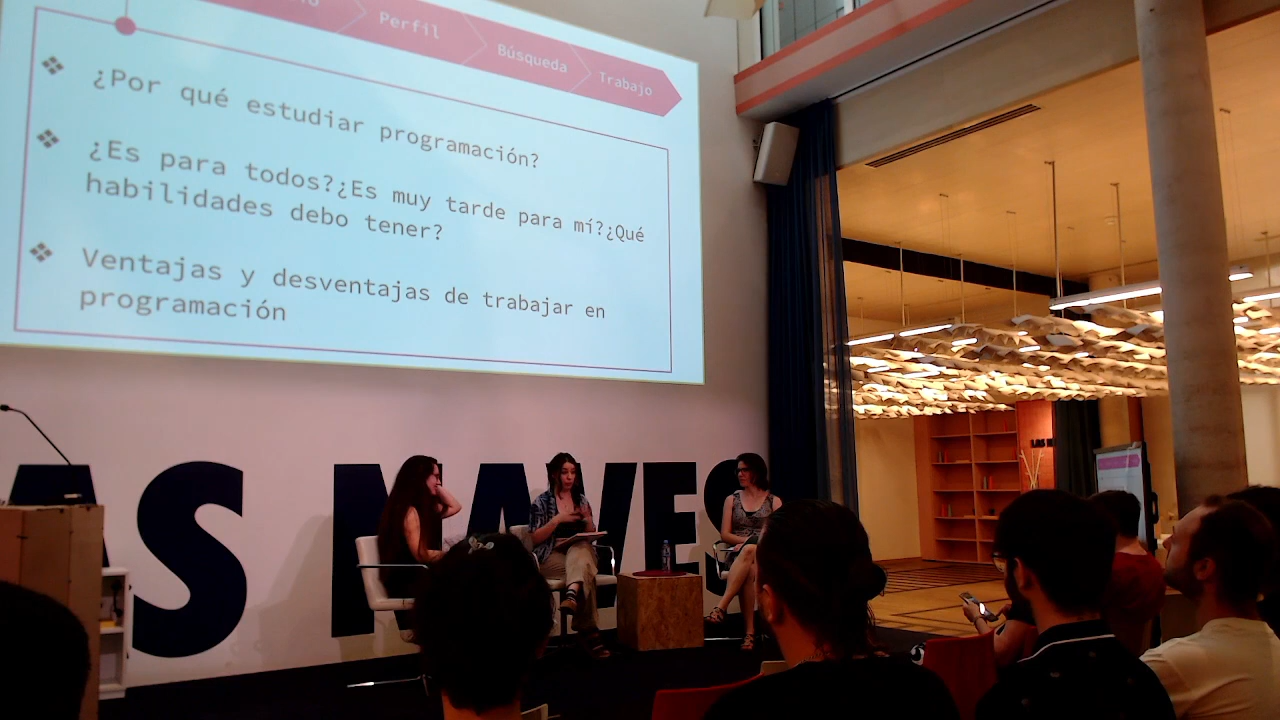 Perfil
Búsqueda
Trabajo
¿Por qué estudiar programación?
¿Es para todos?¿Es muy tarde para mí?¿Qué
habilidades debo tener?
Ventajas y desventajas de trabajar en
programación
AS NAVES